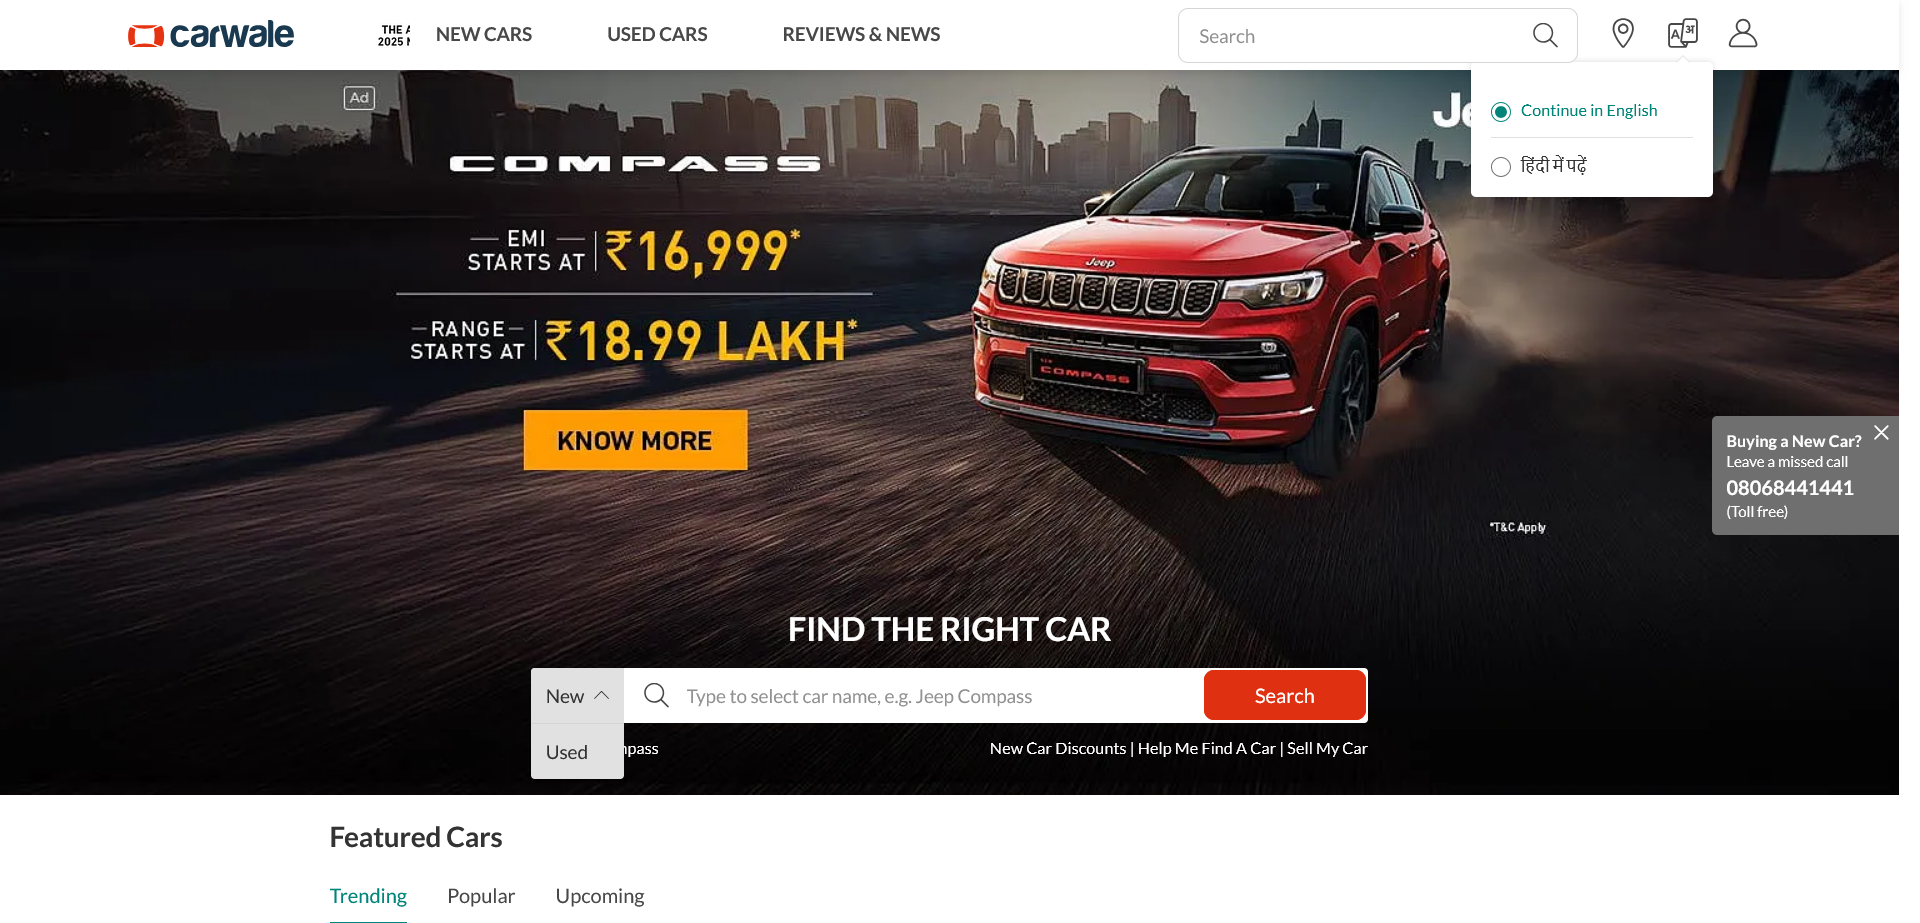 carwale
THE A
2025 N
NEW CARS
USED CARS
REVIEWS & NEWS
Search
A अ
Ad
Continue in English
हिंदी में पढ़ें
COMPASS
EMI
STARTS AT
₹16,999*
RANGE
STARTS AT
₹18.99 LAKH*
KNOW MORE
Jeep
COMPASS
*T&C Apply
Buying a New Car?
Leave a missed call
08068441441
(Toll free)
FIND THE RIGHT CAR
New
Type to select car name, e.g. Jeep Compass
Search
Used
New Car Discounts | Help Me Find A Car | Sell My Car
Featured Cars
Trending
Popular
Upcoming